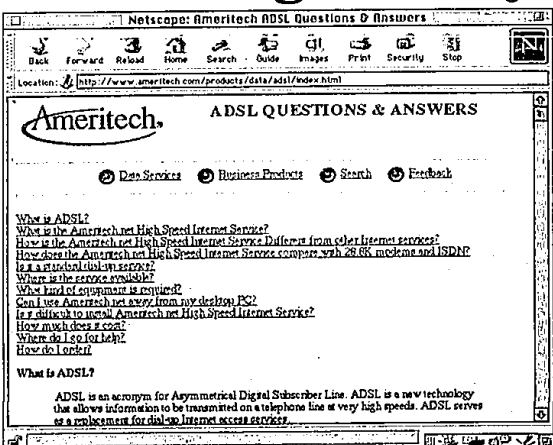 Netscape: Ameritech ADSL Questions & Answers
Back Forward Reload Home Search Guide Images Print Security Stop
N
Location: http://www.ameritech.com/products/data/adsl/index.html
Ameritech.
ADSL QUESTIONS & ANSWERS
Data Services Business Products Search Feedback
What is ADSL?
What is the Ameritech.net High Speed Internet Service?
How is the Ameritech.net High Speed Internet Service Different from other Internet services?
How does the Ameritech.net High Speed Internet Service compare with 28.8K modems and ISDN?
Is it a standard dial-up service?
Where is the service available?
What kind of equipment is required?
Can I use Ameritech.net away from my desktop PC?
Is it difficult to install Ameritech.net High Speed Internet Service?
How much does it cost?
Where do I go for help?
How do I order?
What is ADSL?
ADSL is an acronym for Asymmetrical Digital Subscriber Line. ADSL is a new technology
that allows information to be transmitted on a telephone line at very high speeds. ADSL serves
as a replacement for dial-up Internet access services.